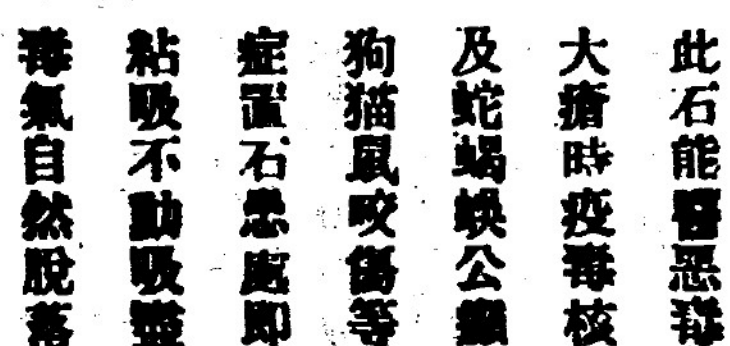 此石能醫惡毒
大瘡時疫毒核
及蛇蝎蜈公癲
狗猫鼠咬傷等
症置石患處即
粘吸不動吸盡
毒氣自然脫落